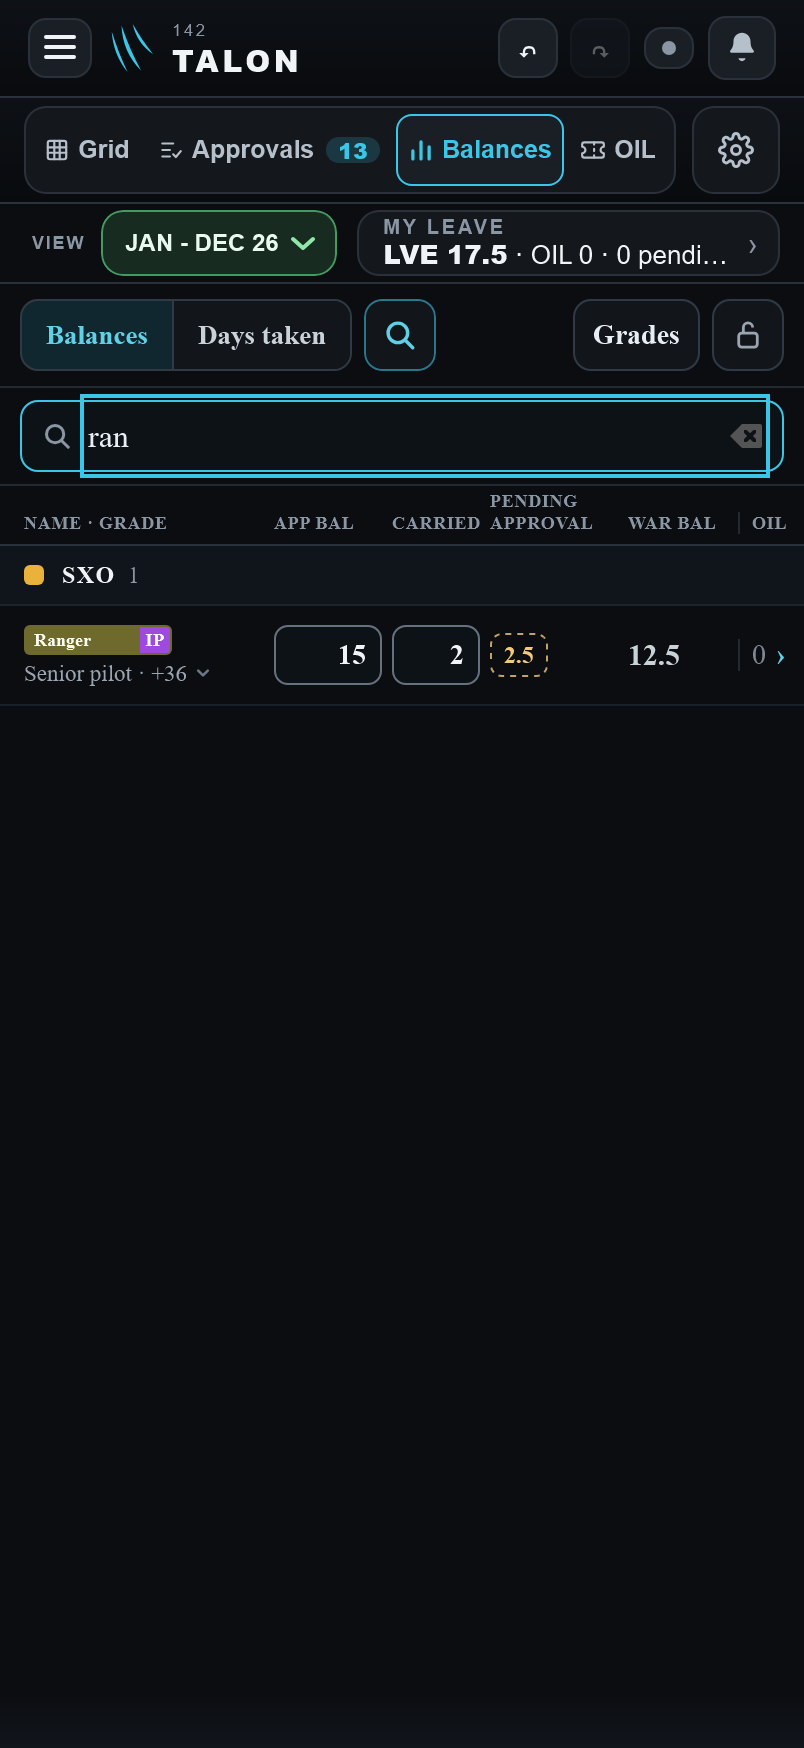 142
TALON
Grid
Approvals 13
Balances
OIL
VIEW
JAN - DEC 26
MY LEAVE
LVE 17.5 · OIL 0 · 0 pendi…
Balances
Days taken
Grades
ran
NAME · GRADE
APP BAL
CARRIED
PENDING
APPROVAL
WAR BAL
OIL
SXO 1
Ranger IP
Senior pilot · +36
15
2
2.5
12.5
0